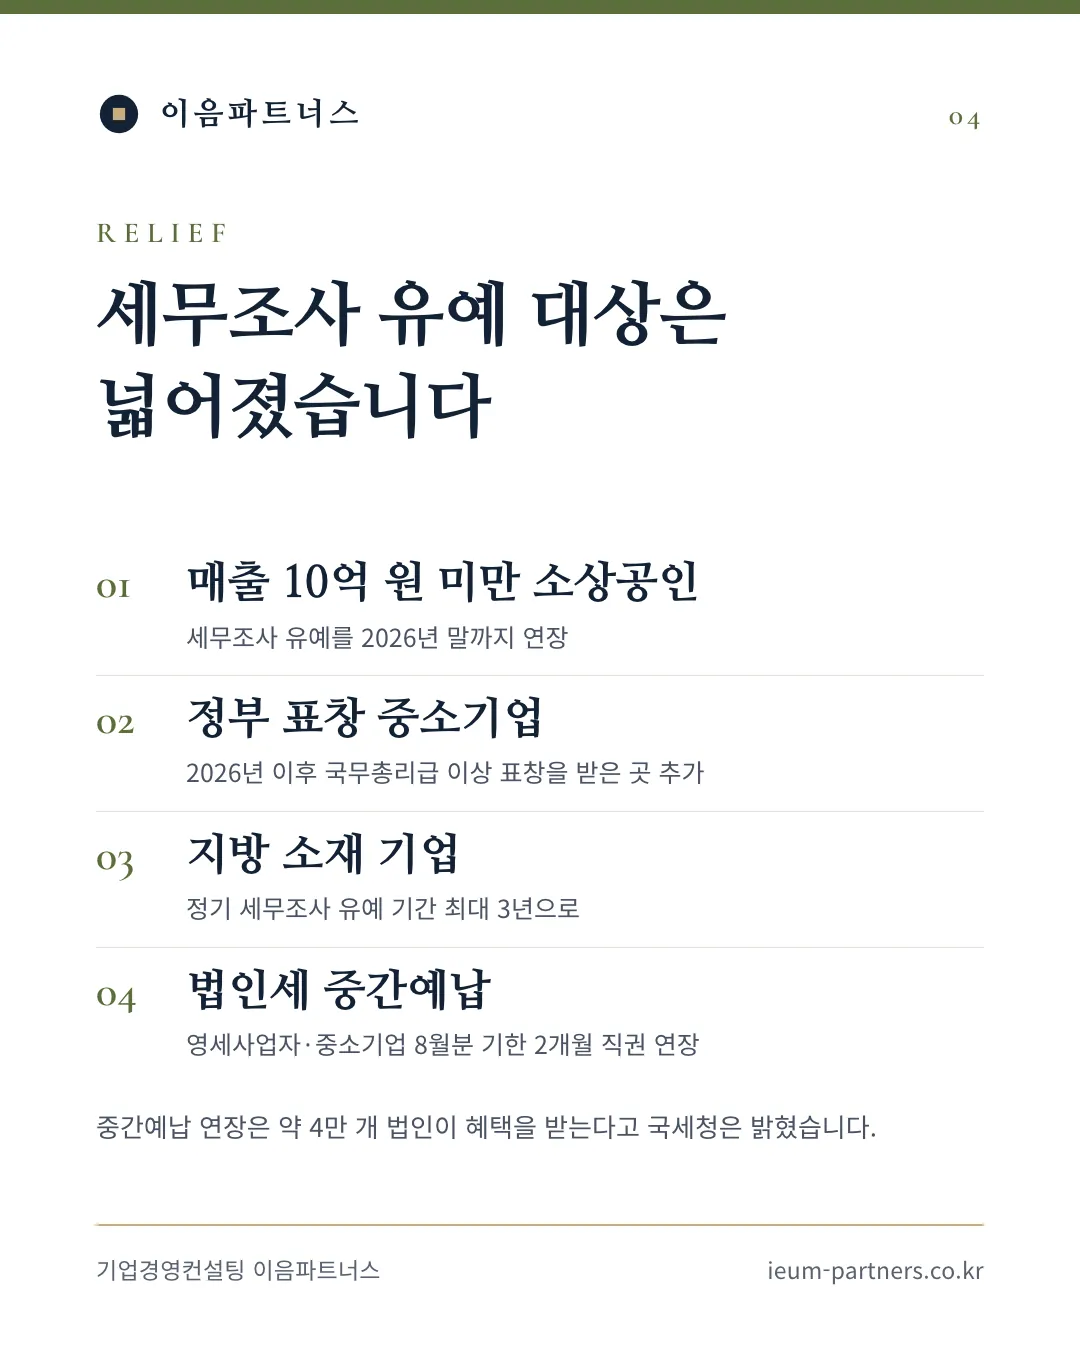 이음파트너스
04
RELIEF
세무조사 유예 대상은
넓어졌습니다
01
매출 10억 원 미만 소상공인
세무조사 유예를 2026년 말까지 연장
02
정부 표창 중소기업
2026년 이후 국무총리급 이상 표창을 받은 곳 추가
03
지방 소재 기업
정기 세무조사 유예 기간 최대 3년으로
04
법인세 중간예납
영세사업자·중소기업 8월분 기한 2개월 직권 연장
중간예납 연장은 약 4만 개 법인이 혜택을 받는다고 국세청은 밝혔습니다.
기업경영컨설팅 이음파트너스
ieum-partners.co.kr